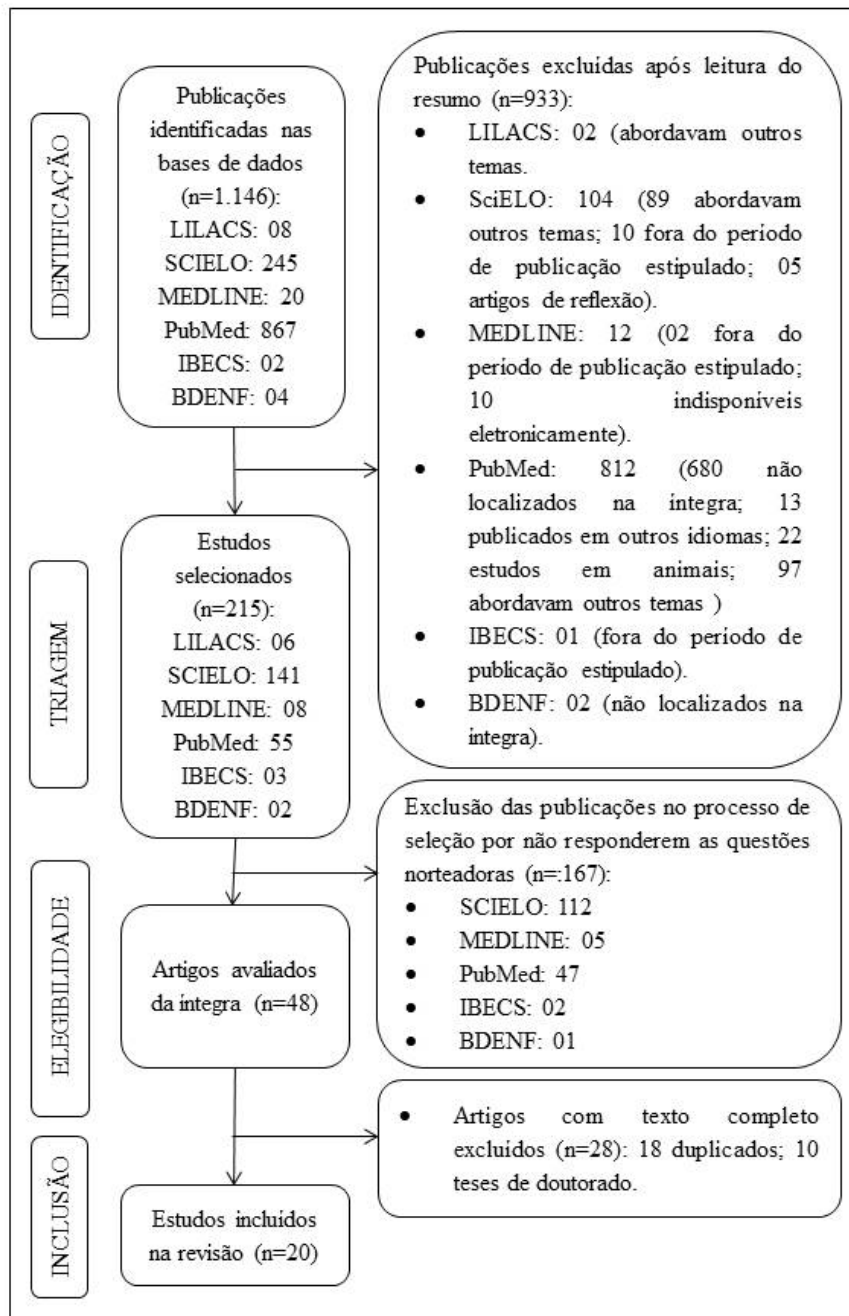 IDENTIFICAÇÃO
Publicações
identificadas nas
bases de dados
(n=1.146):
LILACS: 08
SCIELO: 245
MEDLINE: 20
PubMed: 867
IBECS: 02
BDENF: 04
Publicações excluídas após leitura do
resumo (n=933):
• LILACS: 02 (abordavam outros
temas.
• SciELO: 104 (89 abordavam
outros temas; 10 fora do período
de publicação estipulado; 05
artigos de reflexão).
• MEDLINE: 12 (02 fora do
período de publicação estipulado;
10 indisponíveis
eletronicamente).
• PubMed: 812 (680 não
localizados na íntegra; 13
publicados em outros idiomas; 22
estudos em animais; 97
abordavam outros temas )
• IBECS: 01 (fora do período de
publicação estipulado).
• BDENF: 02 (não localizados na
íntegra).
TRIAGEM
Estudos
selecionados
(n=215):
LILACS: 06
SCIELO: 141
MEDLINE: 08
PubMed: 55
IBECS: 03
BDENF: 02
Exclusão das publicações no processo de
seleção por não responderem as questões
norteadoras (n=:167):
• SCIELO: 112
• MEDLINE: 05
• PubMed: 47
• IBECS: 02
• BDENF: 01
ELEGIBILIDADE
Artigos avaliados
da íntegra (n=48)
• Artigos com texto completo
excluídos (n=28): 18 duplicados; 10
teses de doutorado.
INCLUSÃO
Estudos incluídos
na revisão (n=20)